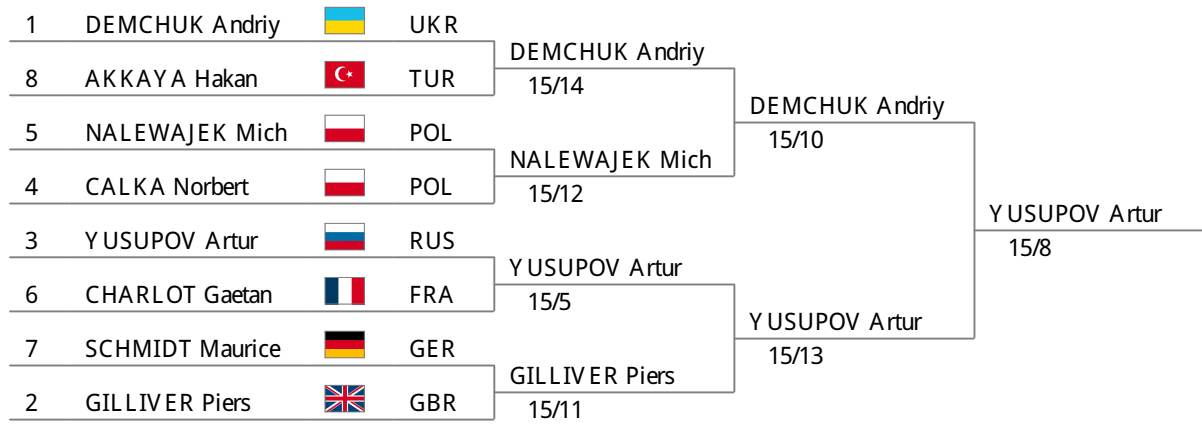 1 DEMCHUK Andriy UKR
DEMCHUK Andriy
8 AKKAYA Hakan TUR
15/14
DEMCHUK Andriy
5 NALEWAJEK Mich POL
15/10
NALEWAJEK Mich
4 CALKA Norbert POL
15/12
YUSUPOV Artur
3 YUSUPOV Artur RUS
15/8
YUSUPOV Artur
6 CHARLOT Gaetan FRA
15/5
YUSUPOV Artur
7 SCHMIDT Maurice GER
15/13
GILLIVER Piers
2 GILLIVER Piers GBR
15/11